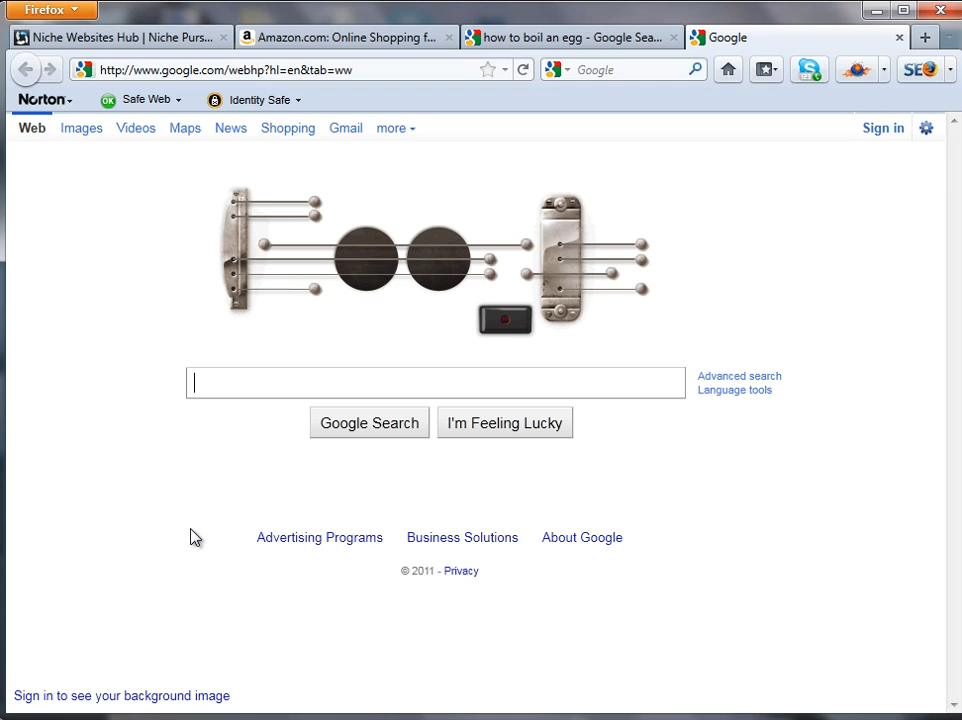 Firefox
Niche Websites Hub | Niche Purs...
Amazon.com: Online Shopping f...
how to boil an egg - Google Sea...
Google
http://www.google.com/webhp?hl=en&tab=ww
Google
SEO
Norton
OK
Safe Web
Identity Safe
Web Images Videos Maps News Shopping Gmail more
Sign in
Advanced search
Language tools
Google Search
I'm Feeling Lucky
Advertising Programs Business Solutions About Google
© 2011 - Privacy
Sign in to see your background image